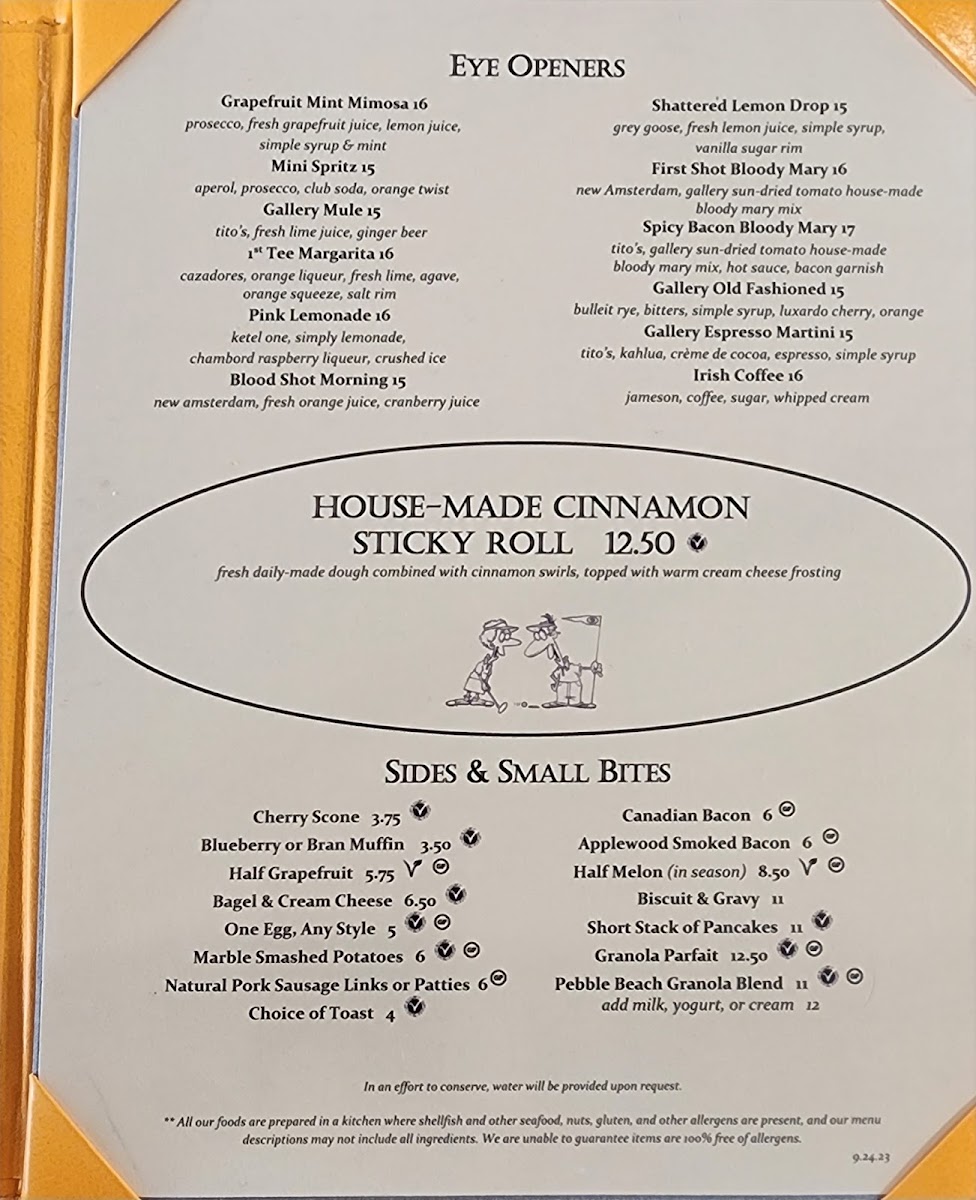 Eye Openers
Grapefruit Mint Mimosa 16
prosecco, fresh grapefruit juice, lemon juice,
simple syrup & mint
Mini Spritz 15
aperol, prosecco, club soda, orange twist
Gallery Mule 15
tito's, fresh lime juice, ginger beer
1st Tee Margarita 16
cazadores, orange liqueur, fresh lime, agave,
orange squeeze, salt rim
Pink Lemonade 16
ketel one, simply lemonade,
chambord raspberry liqueur, crushed ice
Blood Shot Morning 15
new amsterdam, fresh orange juice, cranberry juice
Shattered Lemon Drop 15
grey goose, fresh lemon juice, simple syrup,
vanilla sugar rim
First Shot Bloody Mary 16
new Amsterdam, gallery sun-dried tomato house-made
bloody mary mix
Spicy Bacon Bloody Mary 17
tito's, gallery sun-dried tomato house-made
bloody mary mix, hot sauce, bacon garnish
Gallery Old Fashioned 15
bulleit rye, bitters, simple syrup, luxardo cherry, orange
Gallery Espresso Martini 15
tito's, kahlua, crème de cocoa, espresso, simple syrup
Irish Coffee 16
jameson, coffee, sugar, whipped cream
House-Made Cinnamon
Sticky Roll 12.50 V
fresh daily-made dough combined with cinnamon swirls, topped with warm cream cheese frosting
Sides & Small Bites
Cherry Scone 3.75 V
Blueberry or Bran Muffin 3.50 V
Half Grapefruit 5.75 V GF
Bagel & Cream Cheese 6.50 V
One Egg, Any Style 5 V GF
Marble Smashed Potatoes 6 V GF
Natural Pork Sausage Links or Patties 6 GF
Choice of Toast 4 V
Canadian Bacon 6 GF
Applewood Smoked Bacon 6 GF
Half Melon (in season) 8.50 V GF
Biscuit & Gravy 11
Short Stack of Pancakes 11 V
Granola Parfait 12.50 V GF
Pebble Beach Granola Blend 11 V GF
add milk, yogurt, or cream 12
In an effort to conserve, water will be provided upon request.
** All our foods are prepared in a kitchen where shellfish and other seafood, nuts, gluten, and other allergens are present, and our menu
descriptions may not include all ingredients. We are unable to guarantee items are 100% free of allergens.
9.24.23